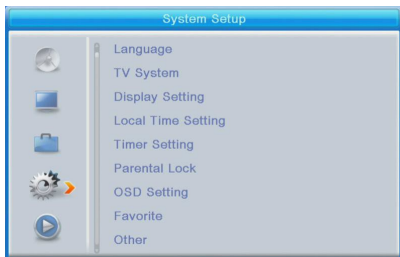 System Setup
Language
TV System
Display Setting
Local Time Setting
Timer Setting
Parental Lock
OSD Setting
Favorite
Other